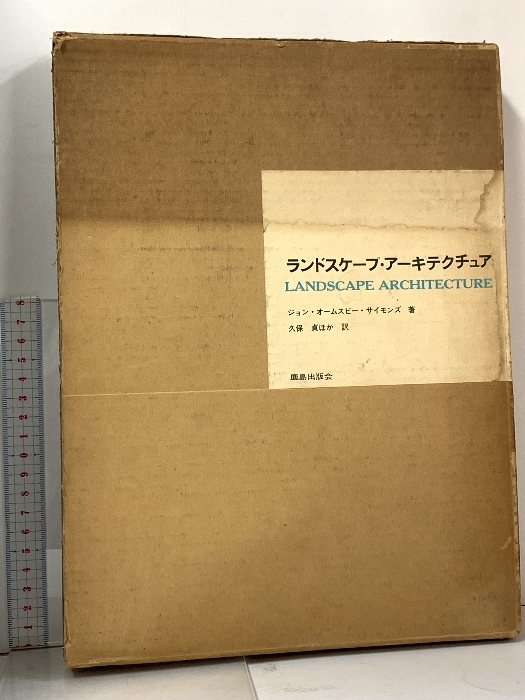 ランドスケープ・アーキテクチュア
LANDSCAPE ARCHITECTURE
ジョン・オームスビー・サイモンズ 著
久保 貞ほか 訳
鹿島出版会